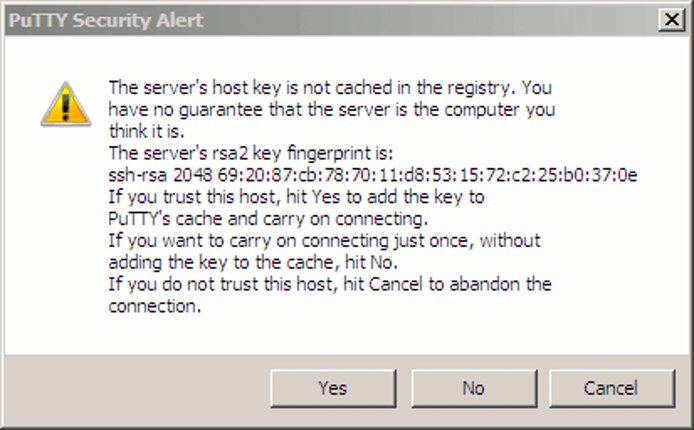 PuTTY Security Alert
The server's host key is not cached in the registry. You
have no guarantee that the server is the computer you
think it is.
The server's rsa2 key fingerprint is:
ssh-rsa 2048 69:20:87:cb:78:70:11:d8:53:15:72:c2:25:b0:37:0e
If you trust this host, hit Yes to add the key to
PuTTY's cache and carry on connecting.
If you want to carry on connecting just once, without
adding the key to the cache, hit No.
If you do not trust this host, hit Cancel to abandon the
connection.
Yes No Cancel